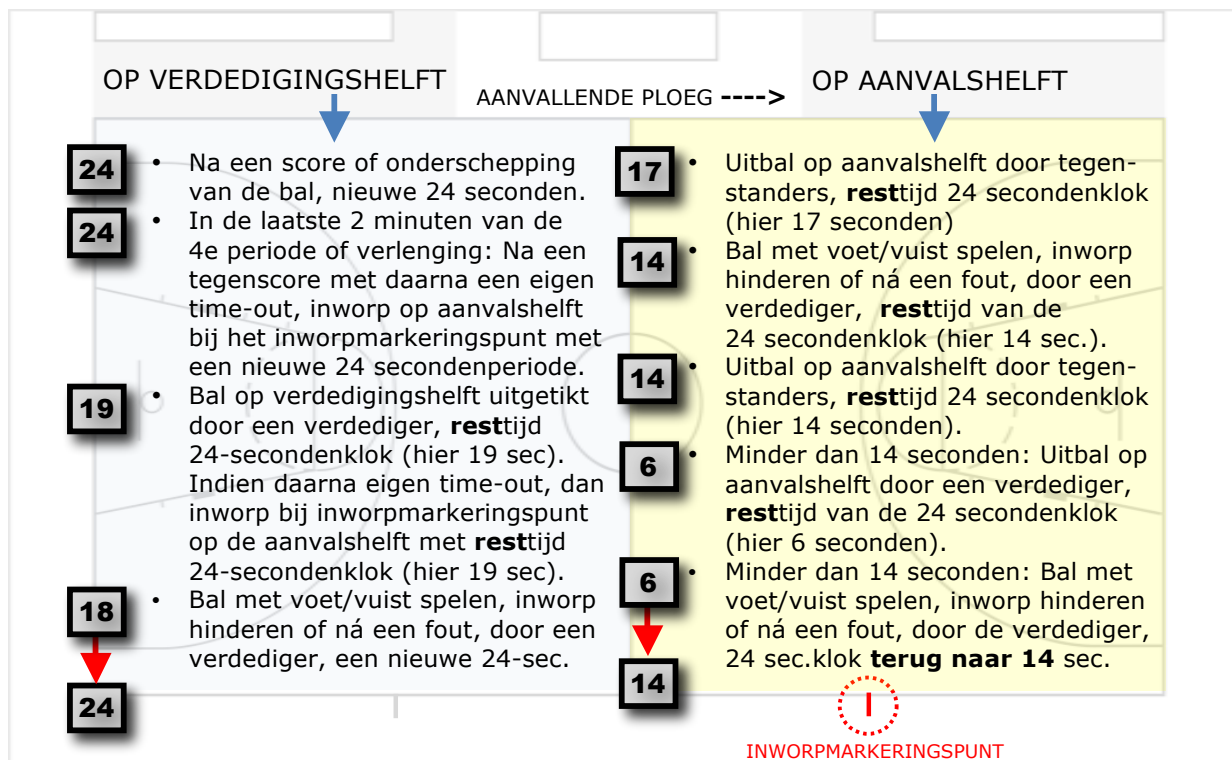 OP VERDEDIGINGSHELFT
AANVALLENDE PLOEG ---->
OP AANVALSHELFT
24
• Na een score of onderschepping
van de bal, nieuwe 24 seconden.
24
• In de laatste 2 minuten van de
4e periode of verlenging: Na een
tegenscore met daarna een eigen
time-out, inworp op aanvalshelft
bij het inworpmarkeringspunt met
een nieuwe 24 secondenperiode.
19
• Bal op verdedigingshelft uitgetikt
door een verdediger, resttijd
24-secondenklok (hier 19 sec).
Indien daarna eigen time-out, dan
inworp bij inworpmarkeringspunt
op de aanvalshelft met resttijd
24-secondenklok (hier 19 sec).
18
• Bal met voet/vuist spelen, inworp
hinderen of ná een fout, door een
verdediger, een nieuwe 24-sec.
24
17
• Uitbal op aanvalshelft door tegen-
standers, resttijd 24 secondenklok
(hier 17 seconden)
14
• Bal met voet/vuist spelen, inworp
hinderen of ná een fout, door een
verdediger, resttijd van de
24 secondenklok (hier 14 sec.).
14
• Uitbal op aanvalshelft door tegen-
standers, resttijd 24 secondenklok
(hier 14 seconden).
6
• Minder dan 14 seconden: Uitbal op
aanvalshelft door een verdediger,
resttijd van de 24 secondenklok
(hier 6 seconden).
6
• Minder dan 14 seconden: Bal met
voet/vuist spelen, inworp hinderen
of ná een fout, door de verdediger,
24 sec.klok terug naar 14 sec.
14
INWORPMARKERINGSPUNT